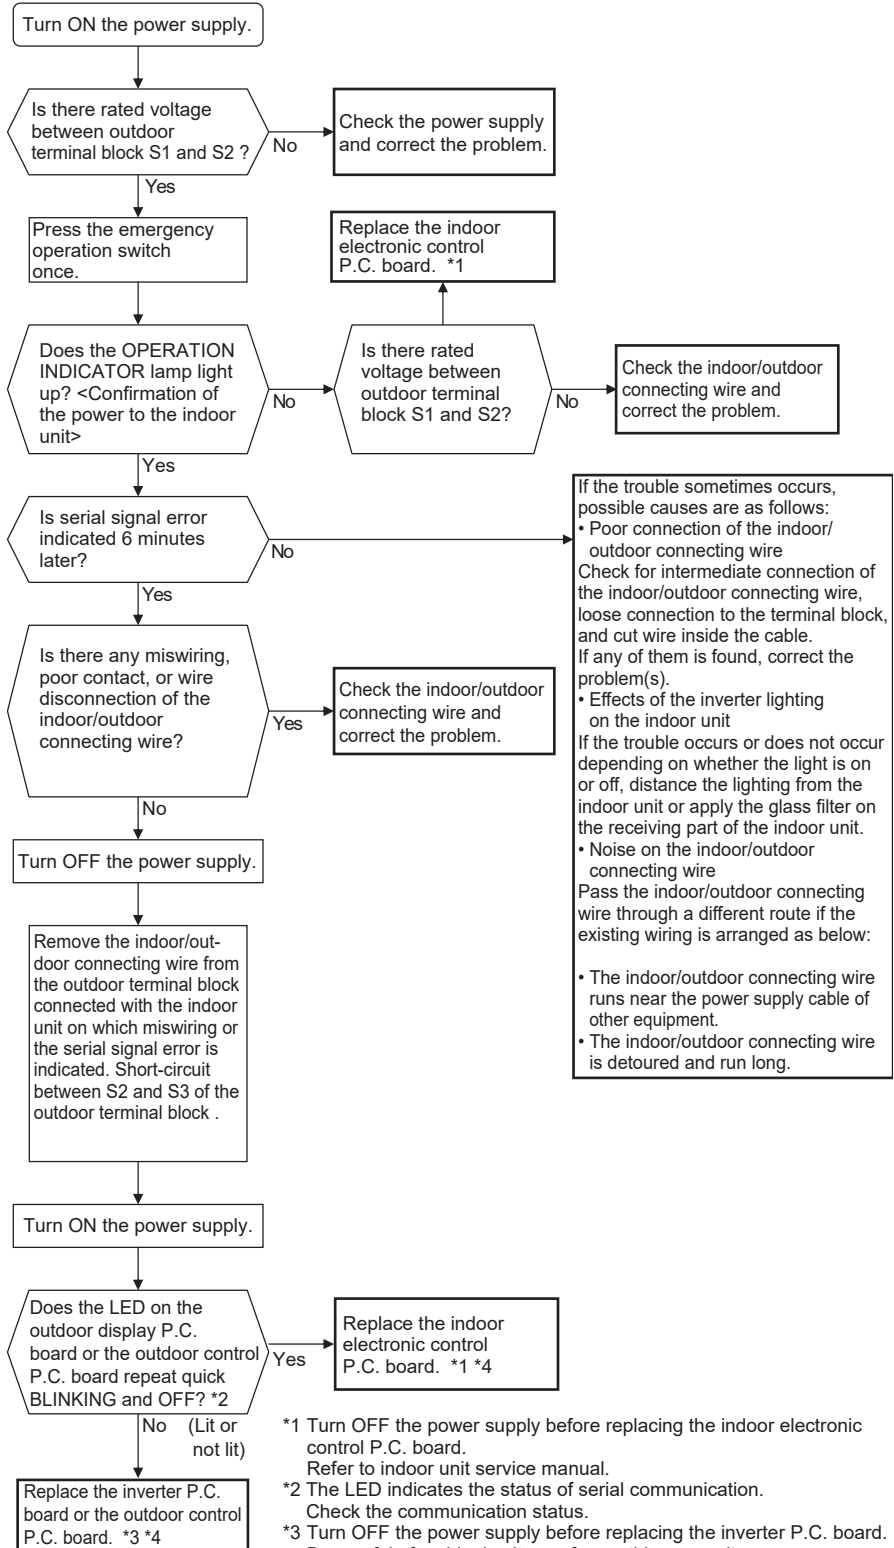 Turn ON the power supply.
Is there rated voltage
between outdoor
terminal block S1 and S2 ?
No
Check the power supply
and correct the problem.
Yes
Press the emergency
operation switch
once.
Replace the indoor
electronic control
P.C. board. *1
Does the OPERATION
INDICATOR lamp light
up? <Confirmation of
the power to the indoor
unit>
No
Is there rated
voltage between
outdoor terminal
block S1 and S2?
No
Check the indoor/outdoor
connecting wire and
correct the problem.
Yes
Is serial signal error
indicated 6 minutes
later?
No
If the trouble sometimes occurs,
possible causes are as follows:
• Poor connection of the indoor/
outdoor connecting wire
Check for intermediate connection of
the indoor/outdoor connecting wire,
loose connection to the terminal block,
and cut wire inside the cable.
If any of them is found, correct the
problem(s).
• Effects of the inverter lighting
on the indoor unit
If the trouble occurs or does not occur
depending on whether the light is on
or off, distance the lighting from the
indoor unit or apply the glass filter on
the receiving part of the indoor unit.
• Noise on the indoor/outdoor
connecting wire
Pass the indoor/outdoor connecting
wire through a different route if the
existing wiring is arranged as below:
• The indoor/outdoor connecting wire
runs near the power supply cable of
other equipment.
• The indoor/outdoor connecting wire
is detoured and run long.
Yes
Is there any miswiring,
poor contact, or wire
disconnection of the
indoor/outdoor
connecting wire?
Yes
Check the indoor/outdoor
connecting wire and
correct the problem.
No
Turn OFF the power supply.
Remove the indoor/out-
door connecting wire from
the outdoor terminal block
connected with the indoor
unit on which miswiring or
the serial signal error is
indicated. Short-circuit
between S2 and S3 of the
outdoor terminal block .
Turn ON the power supply.
Does the LED on the
outdoor display P.C.
board or the outdoor control
P.C. board repeat quick
BLINKING and OFF? *2
Yes
Replace the indoor
electronic control
P.C. board. *1 *4
No (Lit or
not lit)
Replace the inverter P.C.
board or the outdoor control
P.C. board. *3 *4
*1 Turn OFF the power supply before replacing the indoor electronic
control P.C. board.
Refer to indoor unit service manual.
*2 The LED indicates the status of serial communication.
Check the communication status.
*3 Turn OFF the power supply before replacing the inverter P.C. board.